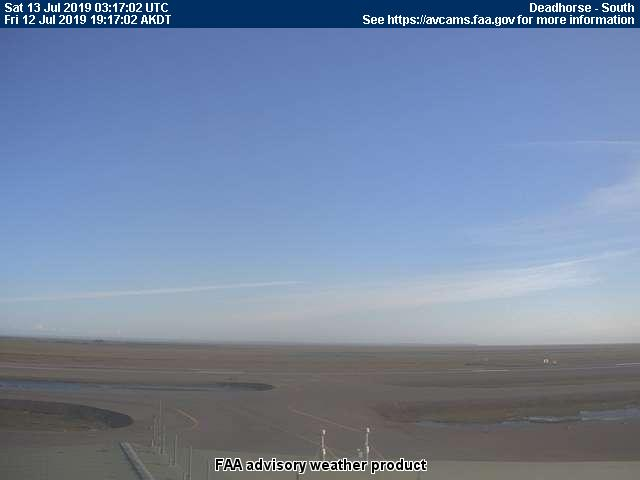 Sat 13 Jul 2019 03:17:02 UTC
Deadhorse - South
Fri 12 Jul 2019 19:17:02 AKDT
See https://avcams.faa.gov for more information
FAA advisory weather product